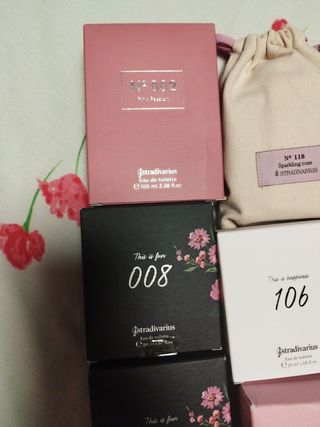 Nº 112
Pink Passion
stradivarius
Eau de toilette
100 ml 3.38 fl.oz
Nº 118
Sparkling rose
STRADIVARIUS
This is fun
008
stradivarius
Eau de toilette
This is happiness
106
stradivarius
Eau de toilette
This is fun